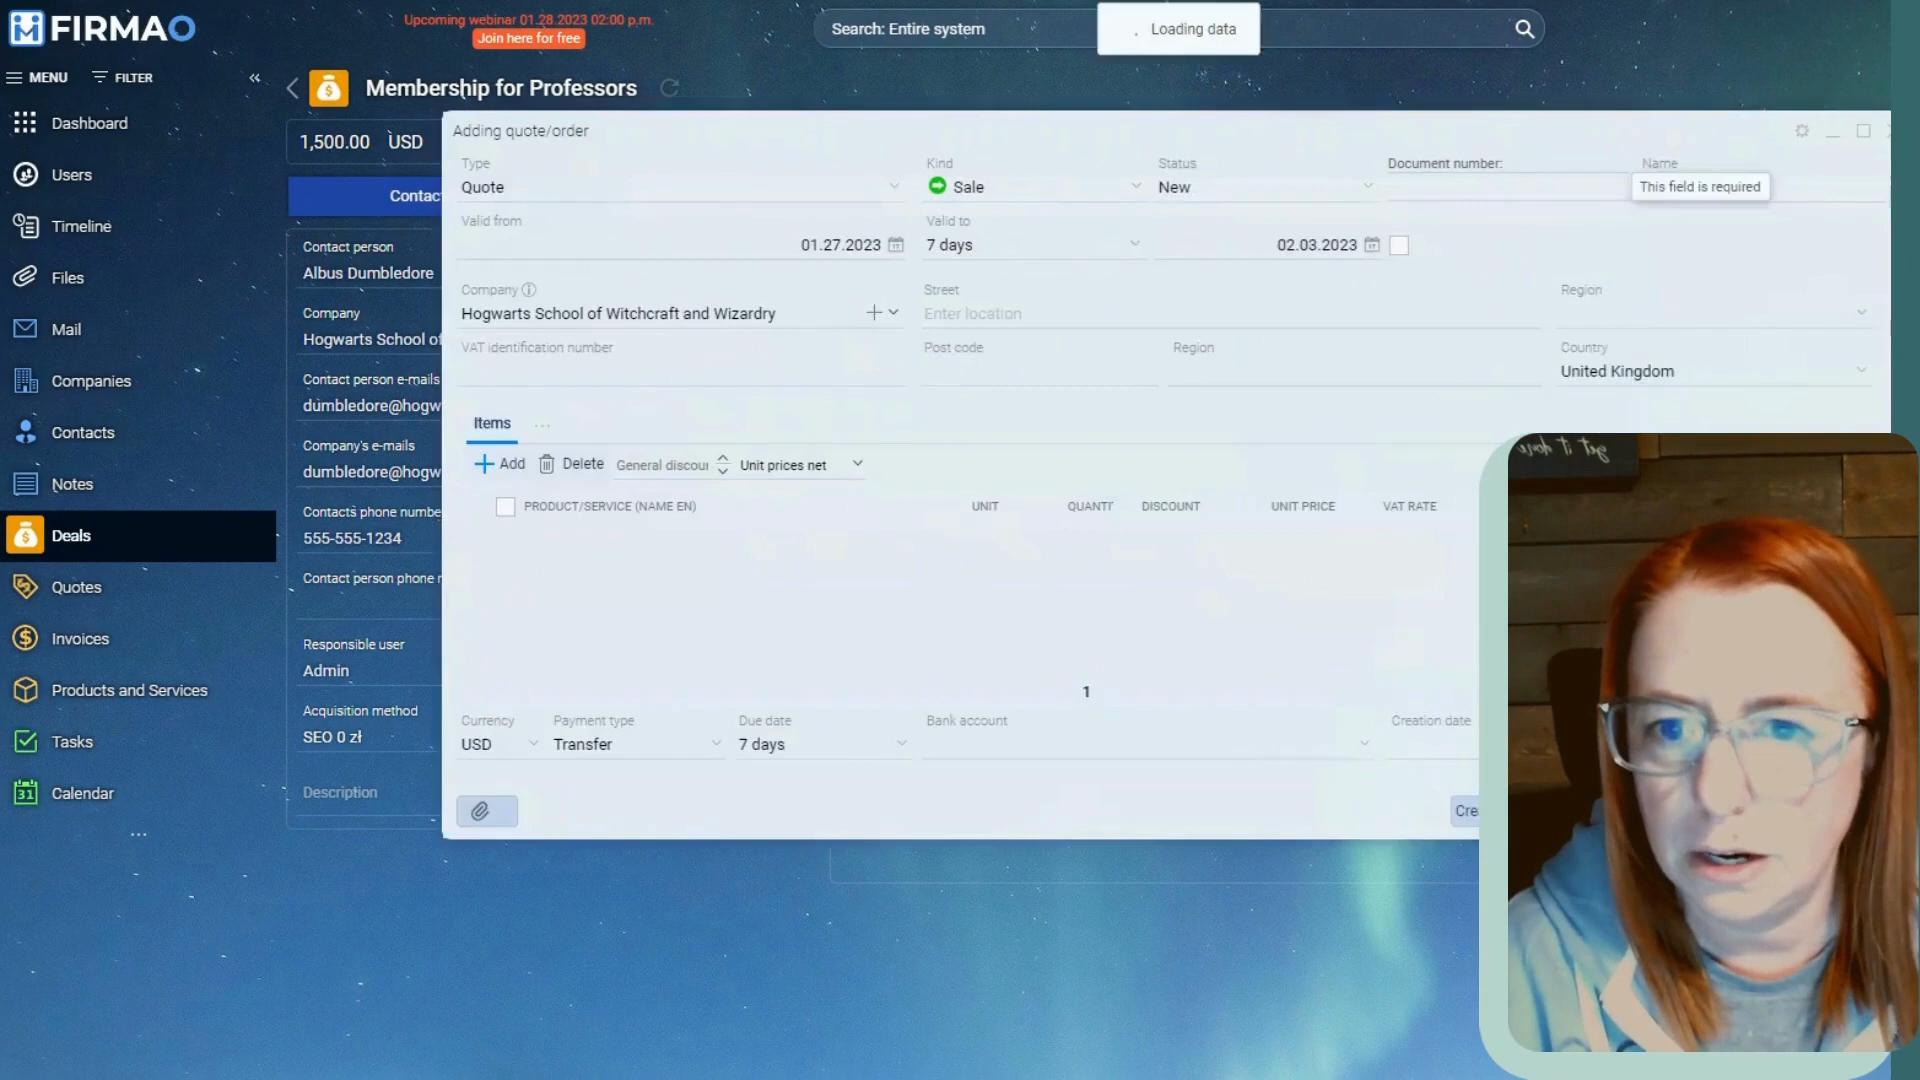 FIRMAO
Upcoming webinar 01.28.2023 02:00 p.m.
Join here for free
Search: Entire system
Loading data
MENU
FILTER
Membership for Professors
Dashboard
Users
Timeline
Files
Mail
Companies
Contacts
Notes
Deals
Quotes
Invoices
Products and Services
Tasks
31
Calendar
...
1,500.00 USD
Contac
Contact person
Albus Dumbledore
Company
Hogwarts School of
Contact person e-mails
dumbledore@hogw
Company's e-mails
dumbledore@hogw
Contacts phone numbe
555-555-1234
Contact person phone n
Responsible user
Admin
Acquisition method
SEO 0 zł
Description
Adding quote/order
Type
Quote
Kind
Sale
Status
New
Document number:
Name
This field is required
Valid from
01.27.2023
Valid to
7 days
02.03.2023
Company
Hogwarts School of Witchcraft and Wizardry
Street
Enter location
Region
VAT identification number
Post code
Region
Country
United Kingdom
Items
...
Add
Delete
General discou
Unit prices net
PRODUCT/SERVICE (NAME EN)
UNIT
QUANTI
DISCOUNT
UNIT PRICE
VAT RATE
1
Currency
USD
Payment type
Transfer
Due date
7 days
Bank account
Creation date
Cre
get it done